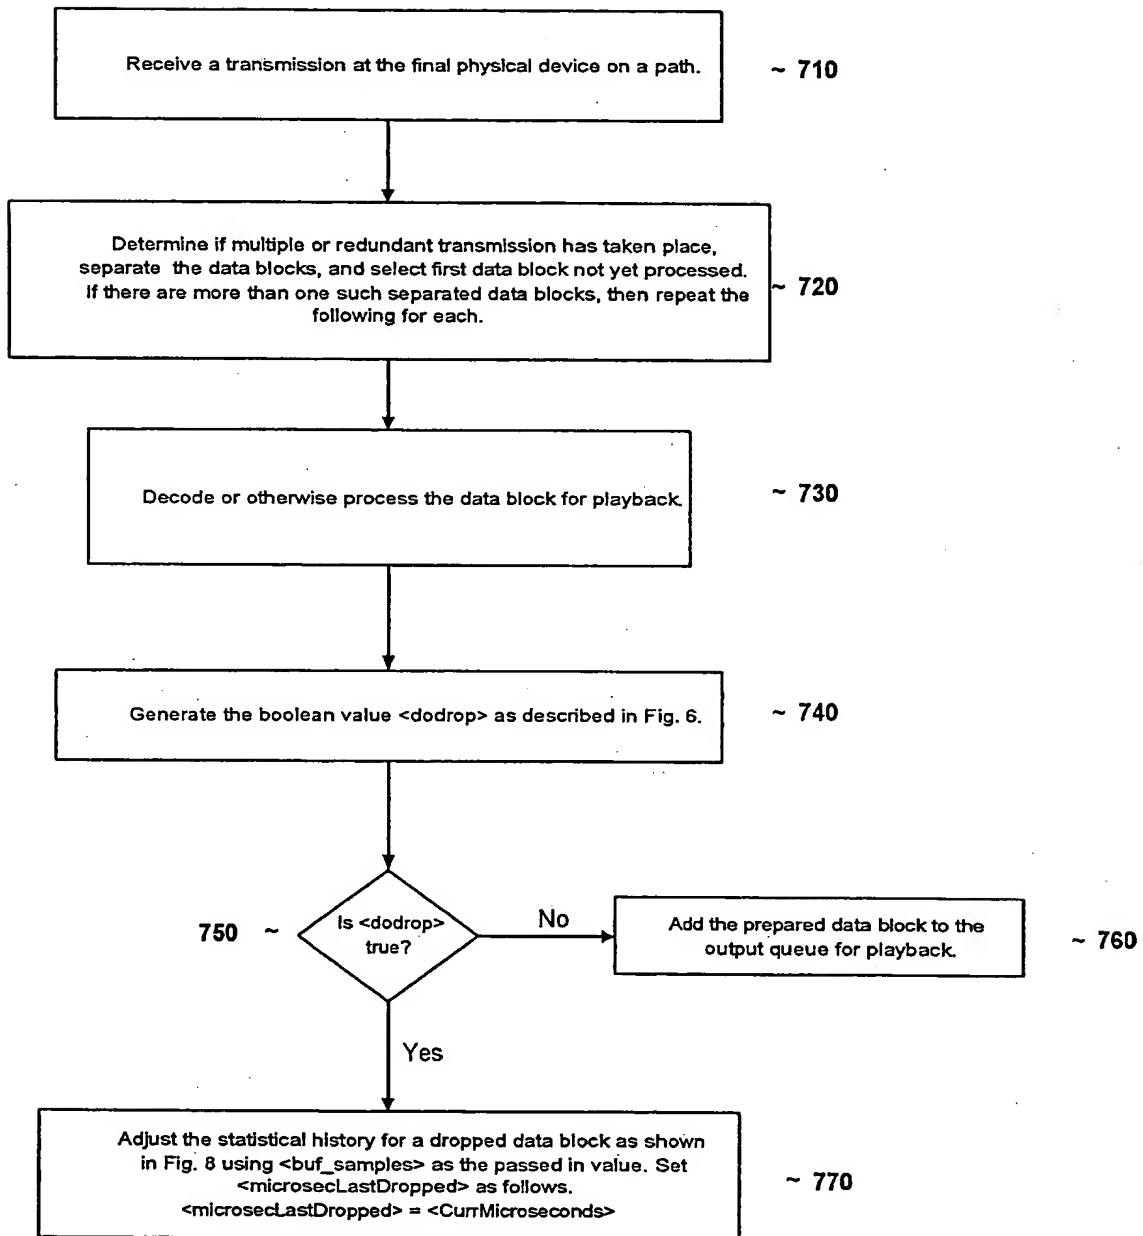 Receive a transmission at the final physical device on a path.
~ 710
Determine if multiple or redundant transmission has taken place,
separate the data blocks, and select first data block not yet processed.
If there are more than one such separated data blocks, then repeat the
following for each.
~ 720
Decode or otherwise process the data block for playback.
~ 730
Generate the boolean value <dodrop> as described in Fig. 6.
~ 740
750 ~
Is <dodrop>
true?
No
Add the prepared data block to the
output queue for playback.
~ 760
Yes
Adjust the statistical history for a dropped data block as shown
in Fig. 8 using <buf_samples> as the passed in value. Set
<microsecLastDropped> as follows.
<microsecLastDropped> = <CurrMicroseconds>
~ 770